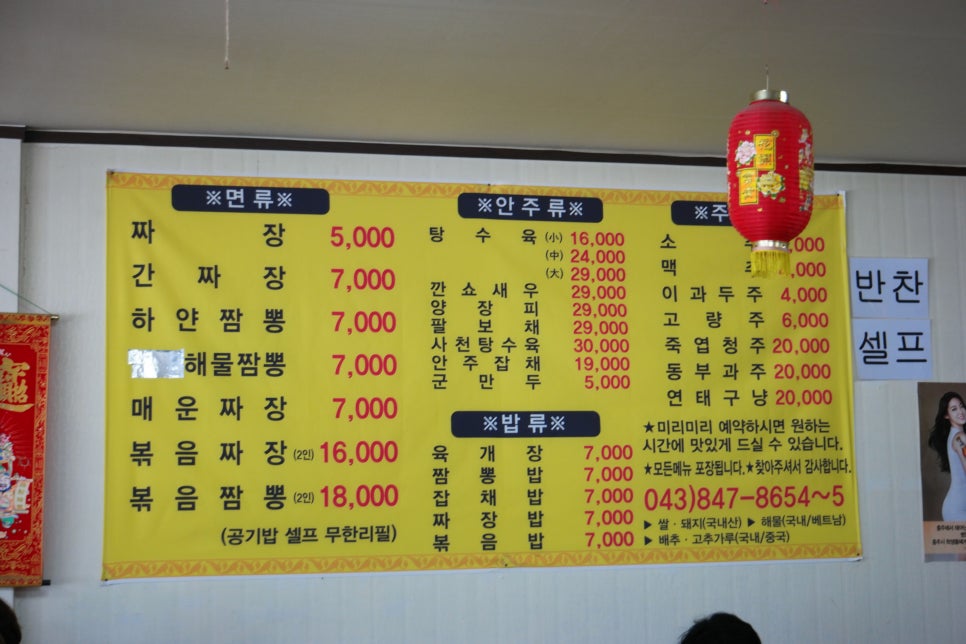 ※면 류※
짜 장 5,000
간 짜 장 7,000
하 얀 짬 뽕 7,000
해물짬뽕 7,000
매 운 짜 장 7,000
볶 음 짜 장 (2인) 16,000
볶 음 짬 뽕 (2인) 18,000
(공기밥 셀프 무한리필)
※안 주 류※
탕 수 육 (小) 16,000
(中) 24,000
(大) 29,000
깐 쇼 새 우 29,000
양 장 피 29,000
팔 보 채 29,000
사천탕수육 30,000
안 주 잡 채 19,000
군 만 두 5,000
※밥 류※
육 개 장 7,000
짬 뽕 밥 7,000
잡 채 밥 7,000
짜 장 밥 7,000
볶 음 밥 7,000
※주
소 주 ,000
맥 주 ,000
이 과 두 주 4,000
고 량 주 6,000
죽 엽 청 주 20,000
동 부 과 주 20,000
연 태 구 냥 20,000
★미리미리 예약하시면 원하는
시간에 맛있게 드실 수 있습니다.
★모든메뉴 포장됩니다.★찾아주셔서 감사합니다.
043)847-8654~5
▶ 쌀 · 돼지(국내산) ▶ 해물(국내/베트남)
▶ 배추 · 고추가루(국내/중국)
반찬
셀프